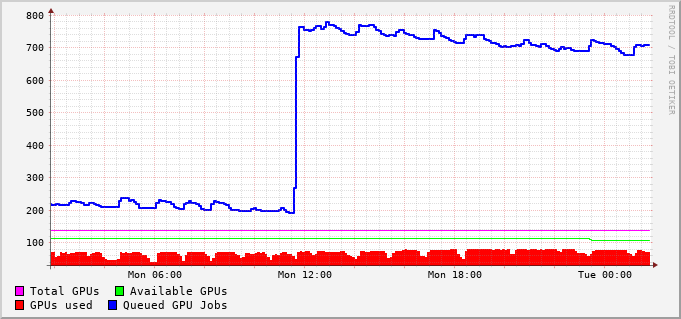 RRDTOOL / TOBI OETIKER
800
700
600
500
400
300
200
100
Mon 06:00 Mon 12:00 Mon 18:00 Tue 00:00
Total GPUs Available GPUs
GPUs used Queued GPU Jobs